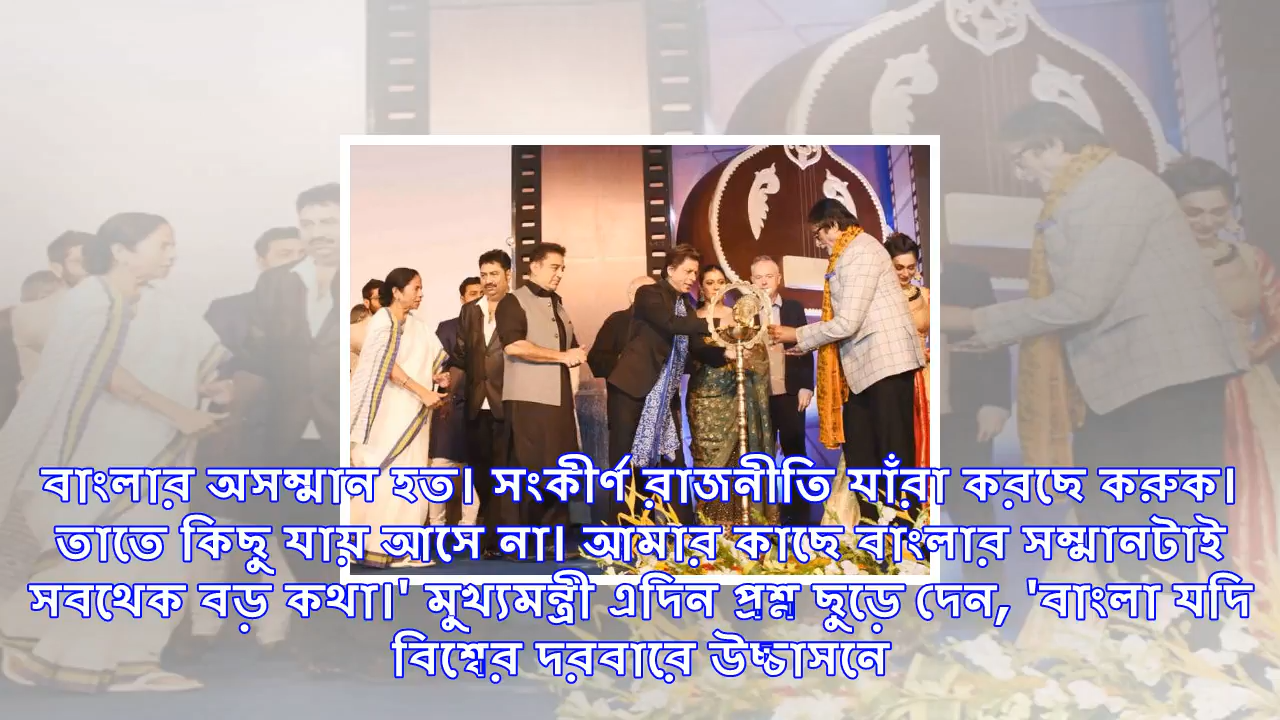 বাংলার অসম্মান হত। সংকীর্ণ রাজনীতি যাঁরা করছে করুক।
তাতে কিছু যায় আসে না। আমার কাছে বাংলার সম্মানটাই
সবথেক বড় কথা।' মুখ্যমন্ত্রী এদিন প্রশ্ন ছুড়ে দেন, 'বাংলা যদি
বিশ্বের দরবারে উচ্চাসনে